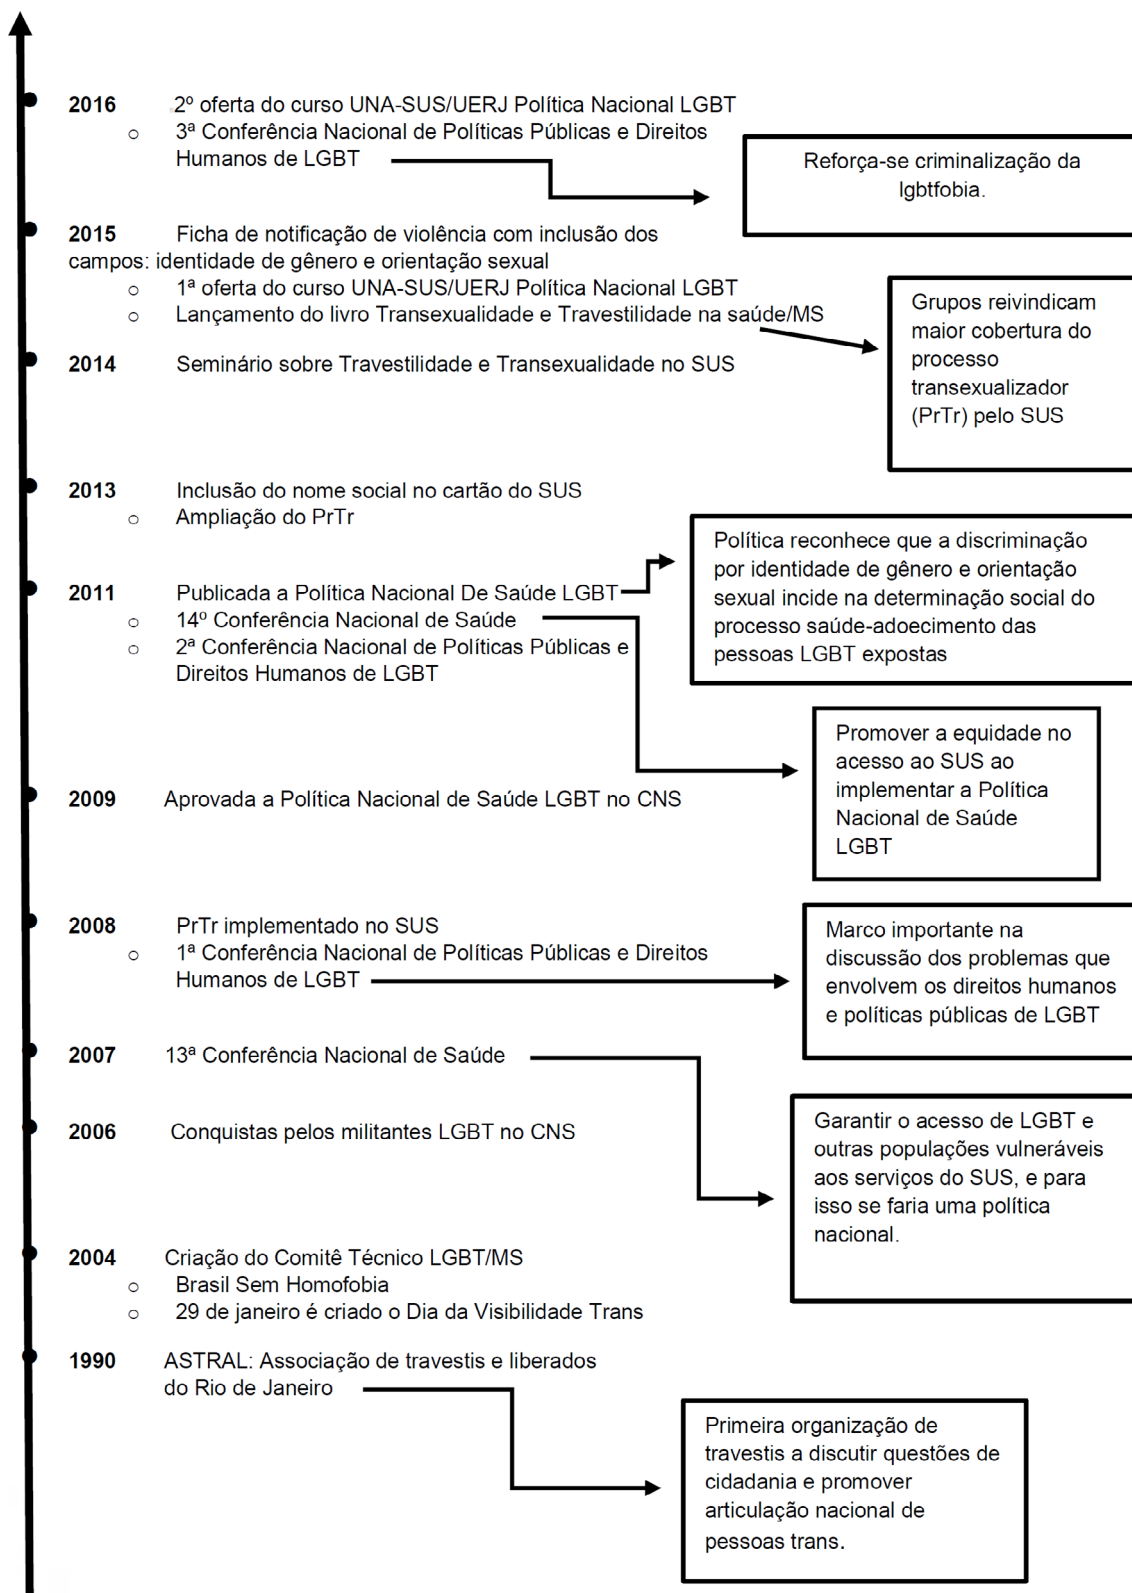 2016 2º oferta do curso UNA-SUS/UERJ Política Nacional LGBT
o 3ª Conferência Nacional de Políticas Públicas e Direitos
Humanos de LGBT
Reforça-se criminalização da
lgbtfobia.
2015 Ficha de notificação de violência com inclusão dos
campos: identidade de gênero e orientação sexual
o 1ª oferta do curso UNA-SUS/UERJ Política Nacional LGBT
o Lançamento do livro Transexualidade e Travestilidade na saúde/MS
Grupos reivindicam
maior cobertura do
processo
transexualizador
(PrTr) pelo SUS
2014 Seminário sobre Travestilidade e Transexualidade no SUS
2013 Inclusão do nome social no cartão do SUS
o Ampliação do PrTr
2011 Publicada a Política Nacional De Saúde LGBT
o 14º Conferência Nacional de Saúde
o 2ª Conferência Nacional de Políticas Públicas e
Direitos Humanos de LGBT
Política reconhece que a discriminação
por identidade de gênero e orientação
sexual incide na determinação social do
processo saúde-adoecimento das
pessoas LGBT expostas
Promover a equidade no
acesso ao SUS ao
implementar a Política
Nacional de Saúde
LGBT
2009 Aprovada a Política Nacional de Saúde LGBT no CNS
2008 PrTr implementado no SUS
o 1ª Conferência Nacional de Políticas Públicas e Direitos
Humanos de LGBT
Marco importante na
discussão dos problemas que
envolvem os direitos humanos
e políticas públicas de LGBT
2007 13ª Conferência Nacional de Saúde
Garantir o acesso de LGBT e
outras populações vulneráveis
aos serviços do SUS, e para
isso se faria uma política
nacional.
2006 Conquistas pelos militantes LGBT no CNS
2004 Criação do Comitê Técnico LGBT/MS
o Brasil Sem Homofobia
o 29 de janeiro é criado o Dia da Visibilidade Trans
1990 ASTRAL: Associação de travestis e liberados
do Rio de Janeiro
Primeira organização de
travestis a discutir questões de
cidadania e promover
articulação nacional de
pessoas trans.